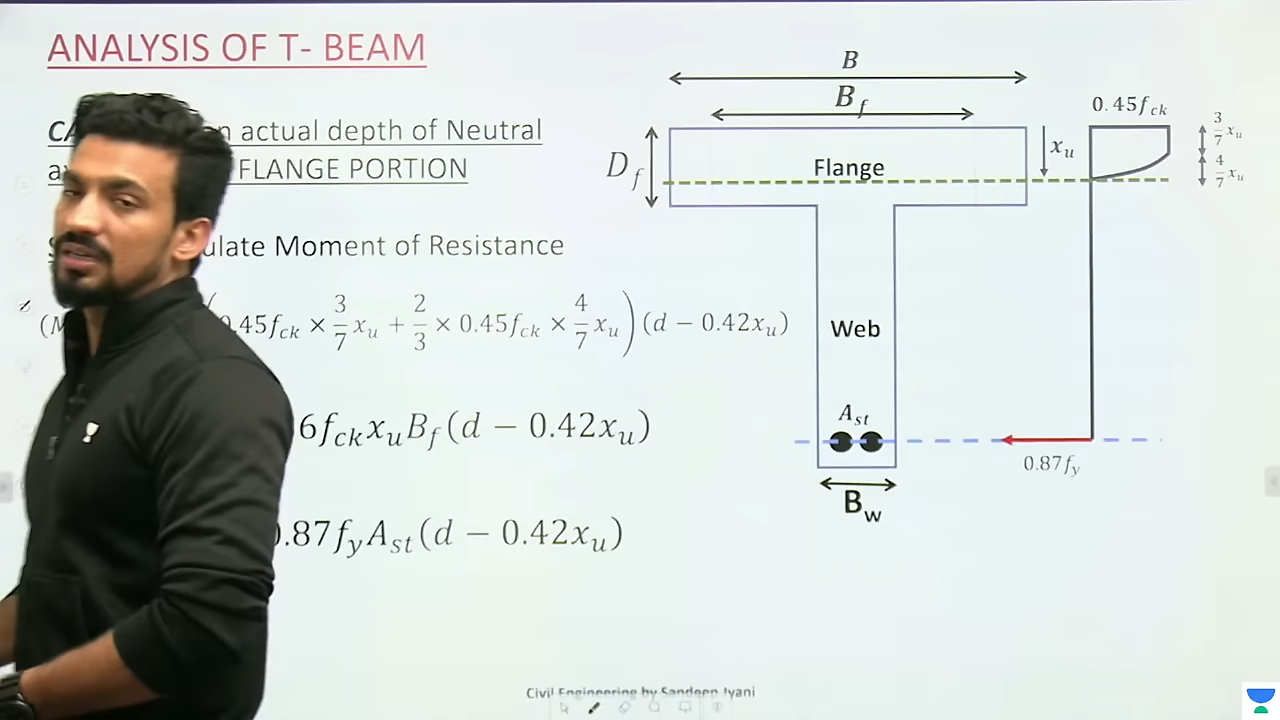 ANALYSIS OF T- BEAM
actual depth of Neutral
FLANGE PORTION
Moment of Resistance
0.45f_ck × 3/7 x_u + 2/3 × 0.45f_ck × 4/7 x_u) (d − 0.42x_u)
6f_ck x_u B_f (d − 0.42x_u)
0.87f_y A_st (d − 0.42x_u)
B
B_f
D_f
Flange
x_u
0.45f_ck
3/7 x_u
4/7 x_u
Web
A_st
0.87f_y
B_w
Civil Engineering by Sandeep Jyani